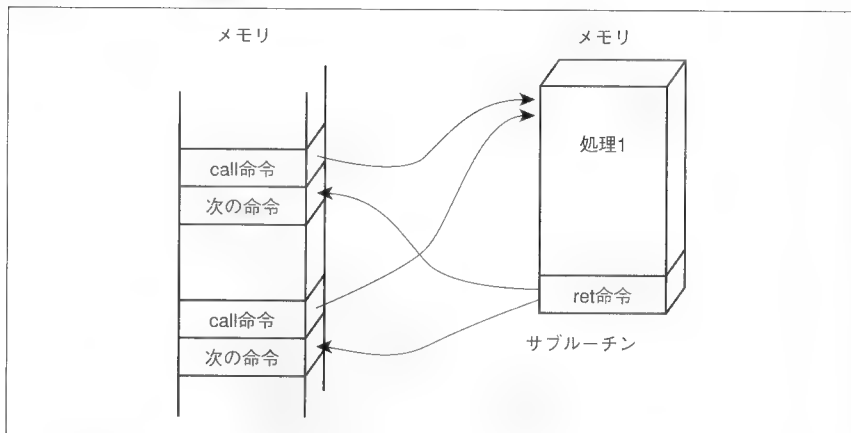 メモリ
call命令
次の命令
call命令
次の命令
メモリ
処理1
ret命令
サブルーチン